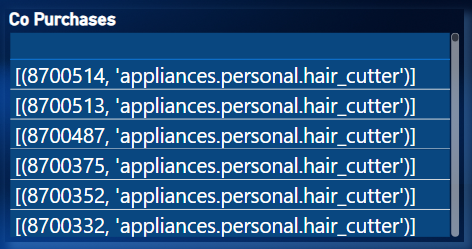 Co Purchases
[(8700514, 'appliances.personal.hair_cutter')]
[(8700513, 'appliances.personal.hair_cutter')]
[(8700487, 'appliances.personal.hair_cutter')]
[(8700375, 'appliances.personal.hair_cutter')]
[(8700352, 'appliances.personal.hair_cutter')]
[(8700332, 'appliances.personal.hair_cutter')]